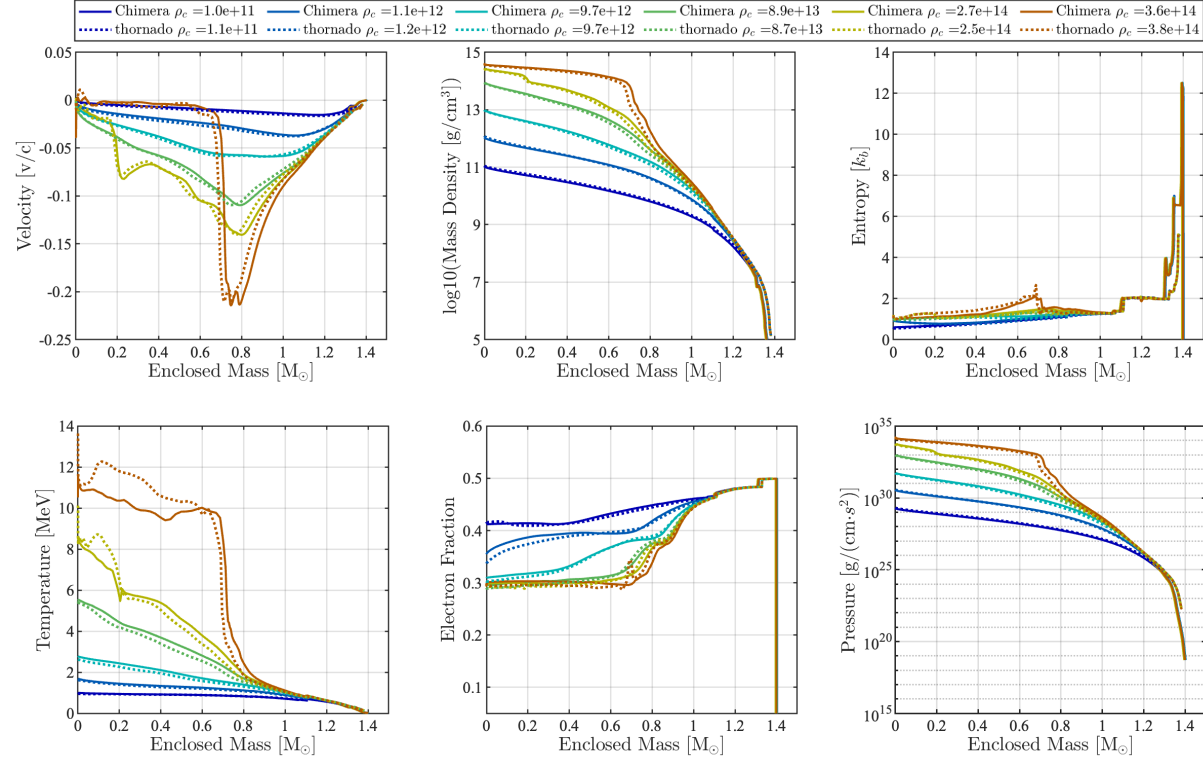 Chimera ρc =1.0e+11 Chimera ρc =1.1e+12 Chimera ρc =9.7e+12 Chimera ρc =8.9e+13 Chimera ρc =2.7e+14 Chimera ρc =3.6e+14
thornado ρc =1.1e+11 thornado ρc =1.2e+12 thornado ρc =9.7e+12 thornado ρc =8.7e+13 thornado ρc =2.5e+14 thornado ρc =3.8e+14
Velocity [v/c]
0.05
0
-0.05
-0.1
-0.15
-0.2
-0.25
0 0.2 0.4 0.6 0.8 1 1.2 1.4
Enclosed Mass [M⊙]
log10(Mass Density [g/cm³])
15
13
11
9
7
5
0 0.2 0.4 0.6 0.8 1 1.2 1.4
Enclosed Mass [M⊙]
Entropy [kb]
14
12
10
8
6
4
2
0
0 0.2 0.4 0.6 0.8 1 1.2 1.4
Enclosed Mass [M⊙]
Temperature [MeV]
14
12
10
8
6
4
2
0
0 0.2 0.4 0.6 0.8 1 1.2 1.4
Enclosed Mass [M⊙]
Electron Fraction
0.6
0.5
0.4
0.3
0.2
0.1
0 0.2 0.4 0.6 0.8 1 1.2 1.4
Enclosed Mass [M⊙]
Pressure [g/(cm·s²)]
10³⁵
10³⁰
10²⁵
10²⁰
10¹⁵
0 0.2 0.4 0.6 0.8 1 1.2 1.4
Enclosed Mass [M⊙]